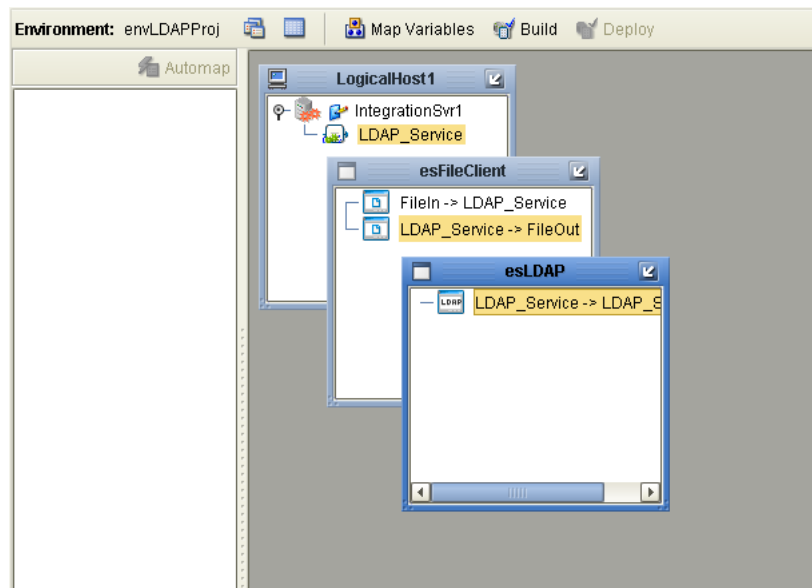 Environment: envLDAPProj Map Variables Build Deploy
Automap
LogicalHost1
IntegrationSvr1
LDAP_Service
esFileClient
FileIn -> LDAP_Service
LDAP_Service -> FileOut
esLDAP
LDAP
LDAP_Service -> LDAP_S